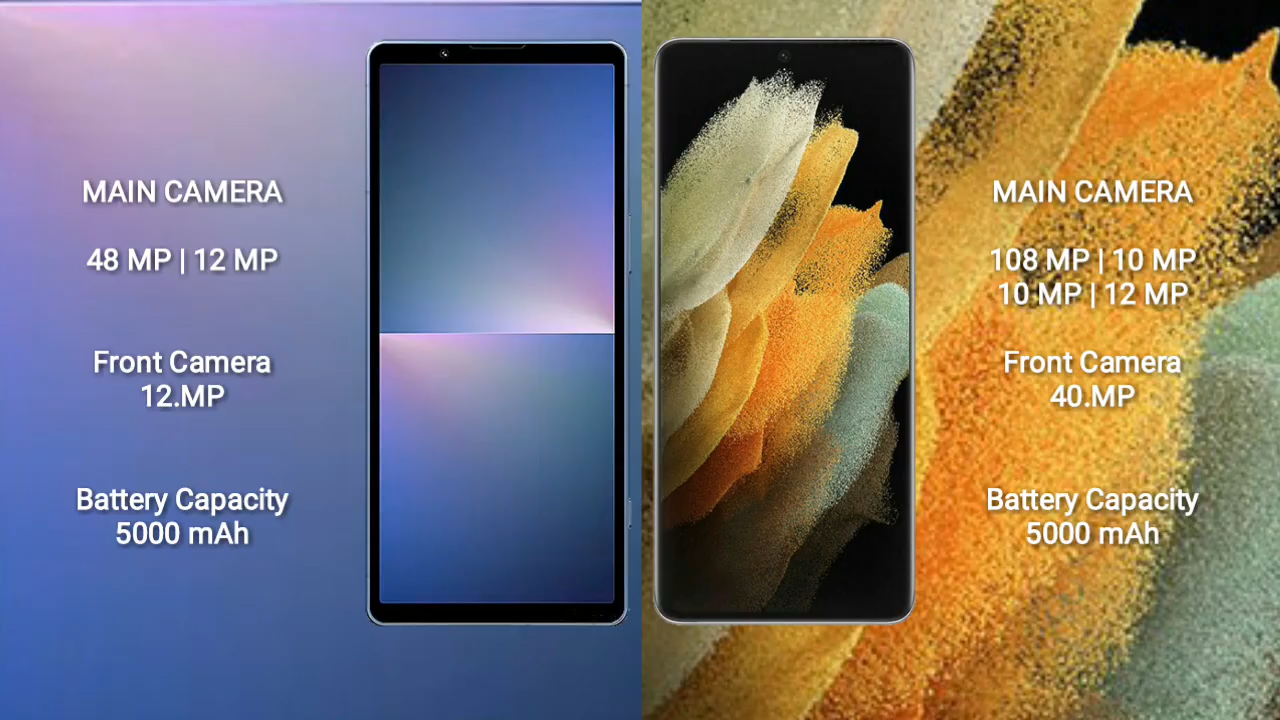 MAIN CAMERA
48 MP | 12 MP
Front Camera
12.MP
Battery Capacity
5000 mAh
MAIN CAMERA
108 MP | 10 MP
10 MP | 12 MP
Front Camera
40.MP
Battery Capacity
5000 mAh